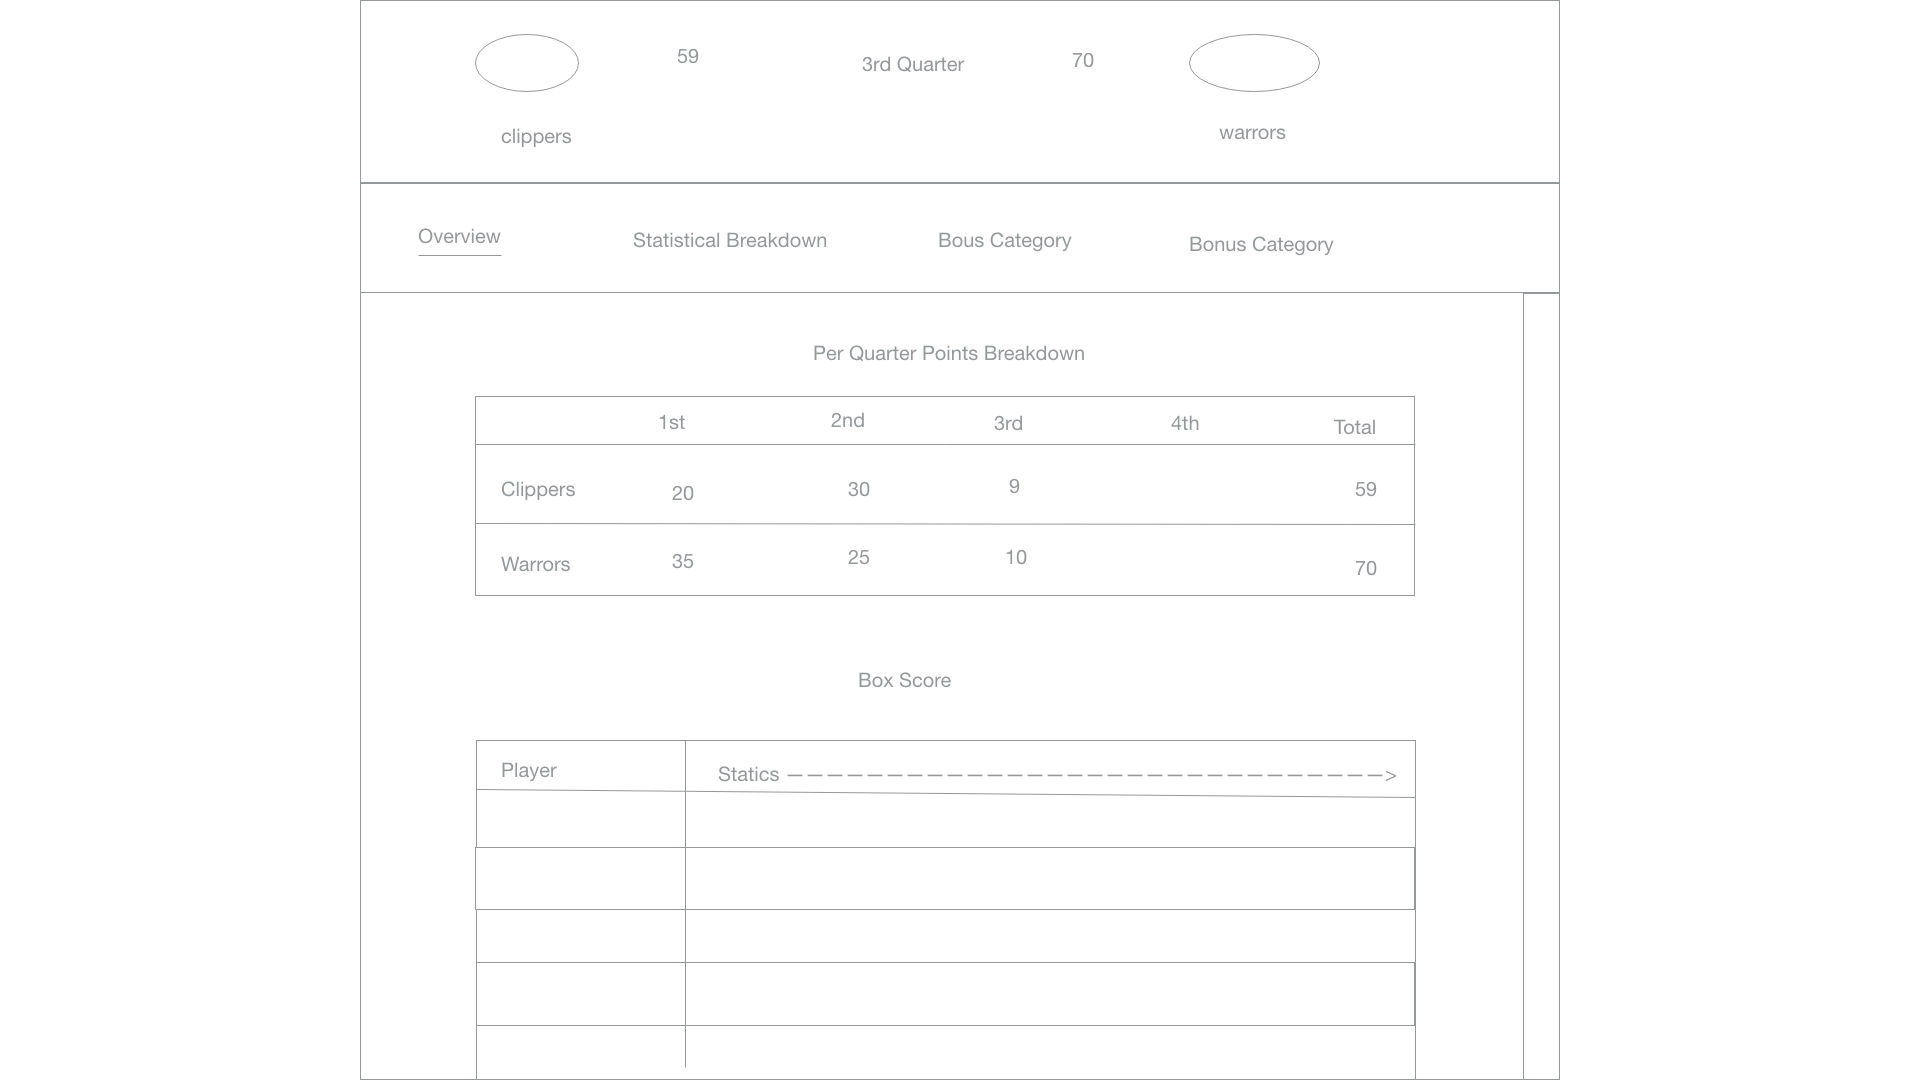 59 3rd Quarter 70
clippers warrors
Overview Statistical Breakdown Bous Category Bonus Category
Per Quarter Points Breakdown
1st 2nd 3rd 4th Total
Clippers 20 30 9 59
Warrors 35 25 10 70
Box Score
Player Statics — — — — — — — — — — — — — — — — — — — — — — — — — — — — — —>